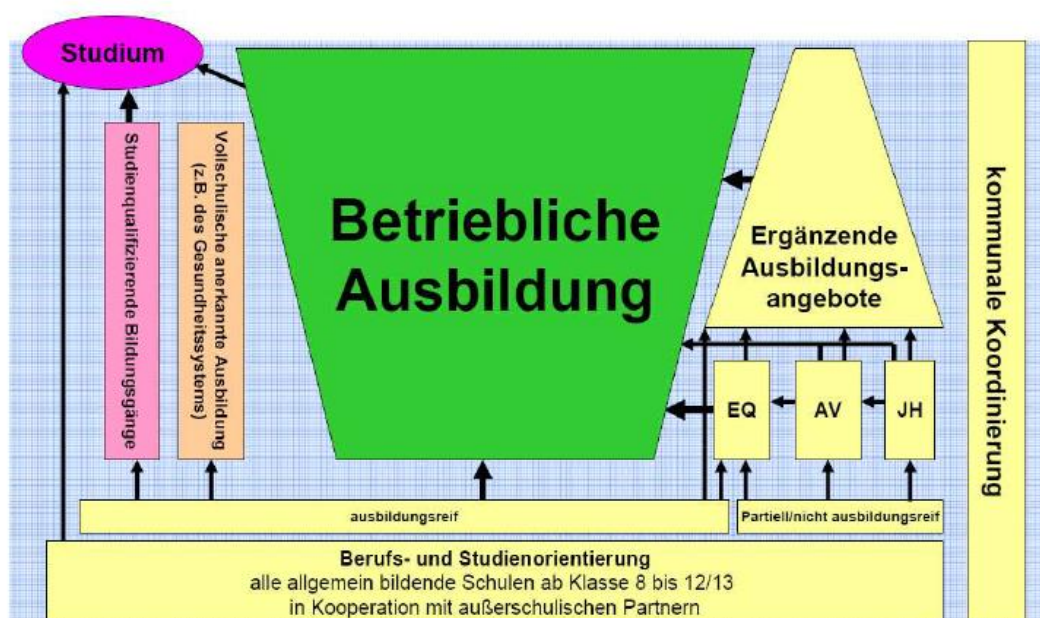 Studium
Studienqualifizierende Bildungsgänge
Vollschulische anerkannte Ausbildung
(z.B. des Gesundheitssystems)
Betriebliche
Ausbildung
Ergänzende
Ausbildungs-
angebote
EQ
AV
JH
kommunale Koordinierung
ausbildungsreif
Partiell/nicht ausbildungsreif
Berufs- und Studienorientierung
alle allgemein bildende Schulen ab Klasse 8 bis 12/13
in Kooperation mit außerschulischen Partnern